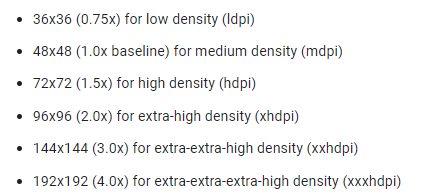 • 36x36 (0.75x) for low density (ldpi)
• 48x48 (1.0x baseline) for medium density (mdpi)
• 72x72 (1.5x) for high density (hdpi)
• 96x96 (2.0x) for extra-high density (xhdpi)
• 144x144 (3.0x) for extra-extra-high density (xxhdpi)
• 192x192 (4.0x) for extra-extra-extra-high density (xxxhdpi)